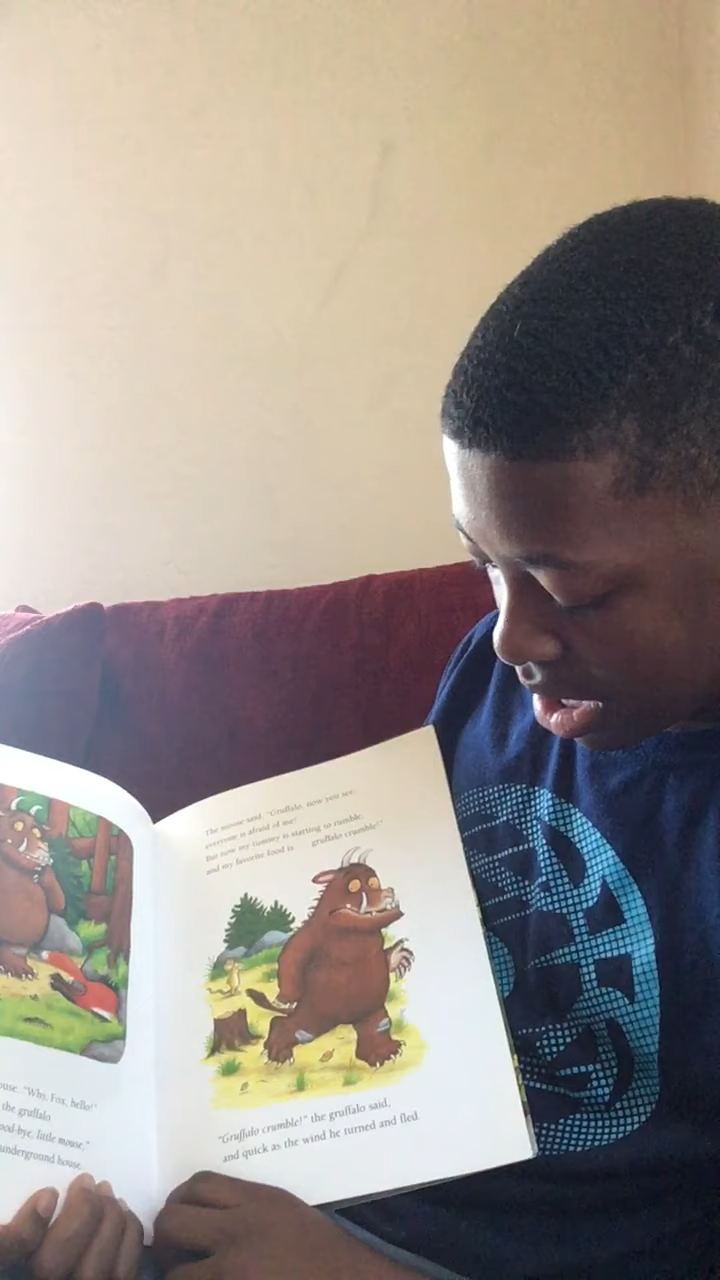 ouse. "Why, Fox, hello!"
the gruffalo
ood-bye, little mouse,"
underground house.
The mouse said. "Gruffalo, now you see,
everyone is afraid of me!
But now my tummy is starting to rumble,
and my favorite food is gruffalo crumble!"
"Gruffalo crumble!" the gruffalo said,
and quick as the wind he turned and fled